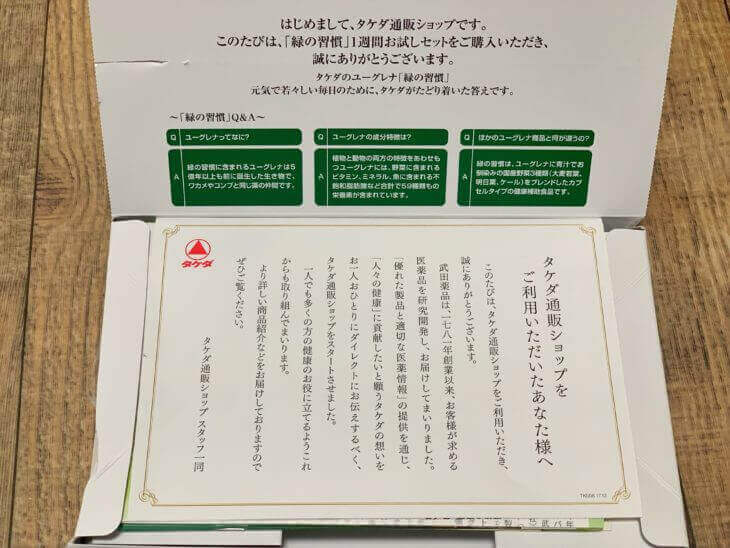 はじめまして、タケダ通販ショップです。
このたびは、「緑の習慣」1週間お試しセットをご購入いただき、
誠にありがとうございます。
タケダのユーグレナ「緑の習慣」
元気で若々しい毎日のために、タケダがたどり着いた答えです。
～「緑の習慣」Q&A～
Q ユーグレナってなに?
A 緑の習慣に含まれるユーグレナは5
億年以上も前に誕生した生き物で、
ワカメやコンブと同じ藻の仲間です。
Q ユーグレナの成分特徴は?
A 植物と動物の両方の特徴をあわせも
つユーグレナには、野菜に含まれる
ビタミン、ミネラル、魚に含まれる不
飽和脂肪酸など合計で59種類もの
栄養素が含まれています。
Q ほかのユーグレナ商品と何が違うの?
A 緑の習慣は、ユーグレナに青汁でお
馴染みの国産野菜3種類(大麦若葉、
明日葉、ケール)をブレンドしたカプ
セルタイプの健康補助食品です。
タケダ通販ショップを
ご利用いただいたあなた様へ
このたびは、タケダ通販ショップをご利用いただき、
誠にありがとうございます。
武田薬品は、一七八一年創業以来、お客様が求める
医薬品を研究開発し、お届けしてまいりました。
「優れた製品と適切な医薬情報」の提供を通じ、
「人々の健康」に貢献したいと願うタケダの想いを
お一人おひとりにダイレクトにお伝えするべく、
タケダ通販ショップをスタートさせました。
一人でも多くの方の健康のお役に立てるようこれ
からも取り組んでまいります。
より詳しい商品紹介などをお届けしておりますので
ぜひご覧ください。
タケダ通販ショップ スタッフ一同
タケダ